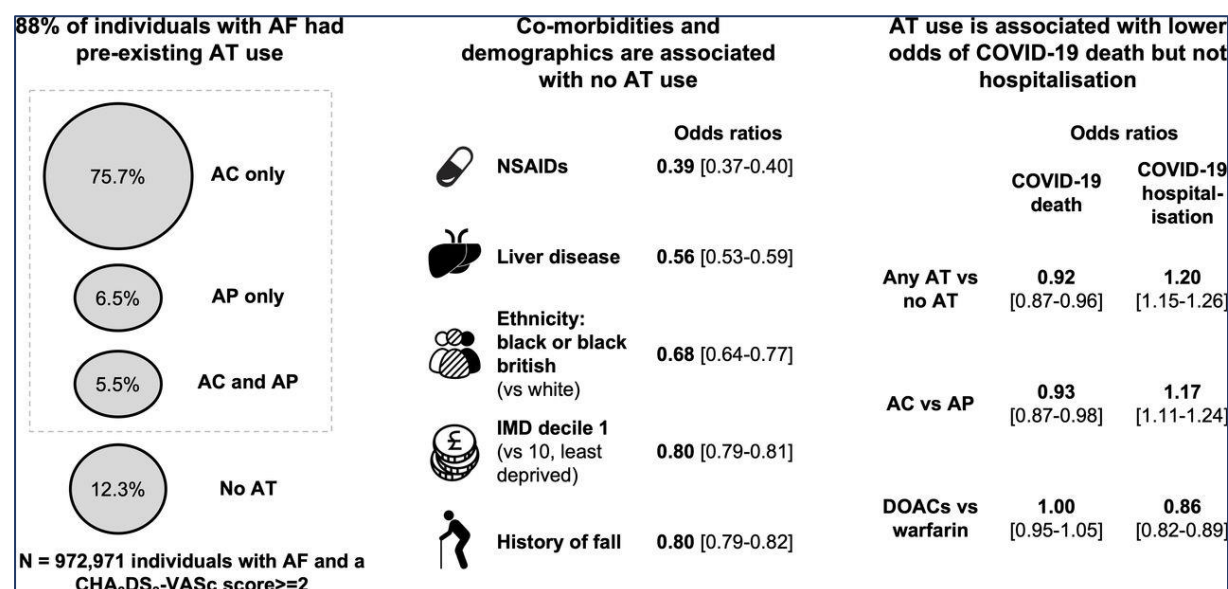 88% of individuals with AF had
pre-existing AT use
75.7%
AC only
6.5%
AP only
5.5%
AC and AP
12.3%
No AT
N = 972,971 individuals with AF and a
CHA₂DS₂-VASc score>=2
Co-morbidities and
demographics are associated
with no AT use
Odds ratios
NSAIDs
0.39 [0.37-0.40]
Liver disease
0.56 [0.53-0.59]
Ethnicity:
black or black
british
(vs white)
0.68 [0.64-0.77]
£
IMD decile 1
(vs 10, least
deprived)
0.80 [0.79-0.81]
History of fall
0.80 [0.79-0.82]
AT use is associated with lower
odds of COVID-19 death but not
hospitalisation
Odds ratios
COVID-19
death
COVID-19
hospital-
isation
Any AT vs
no AT
0.92
[0.87-0.96]
1.20
[1.15-1.26]
AC vs AP
0.93
[0.87-0.98]
1.17
[1.11-1.24]
DOACs vs
warfarin
1.00
[0.95-1.05]
0.86
[0.82-0.89]